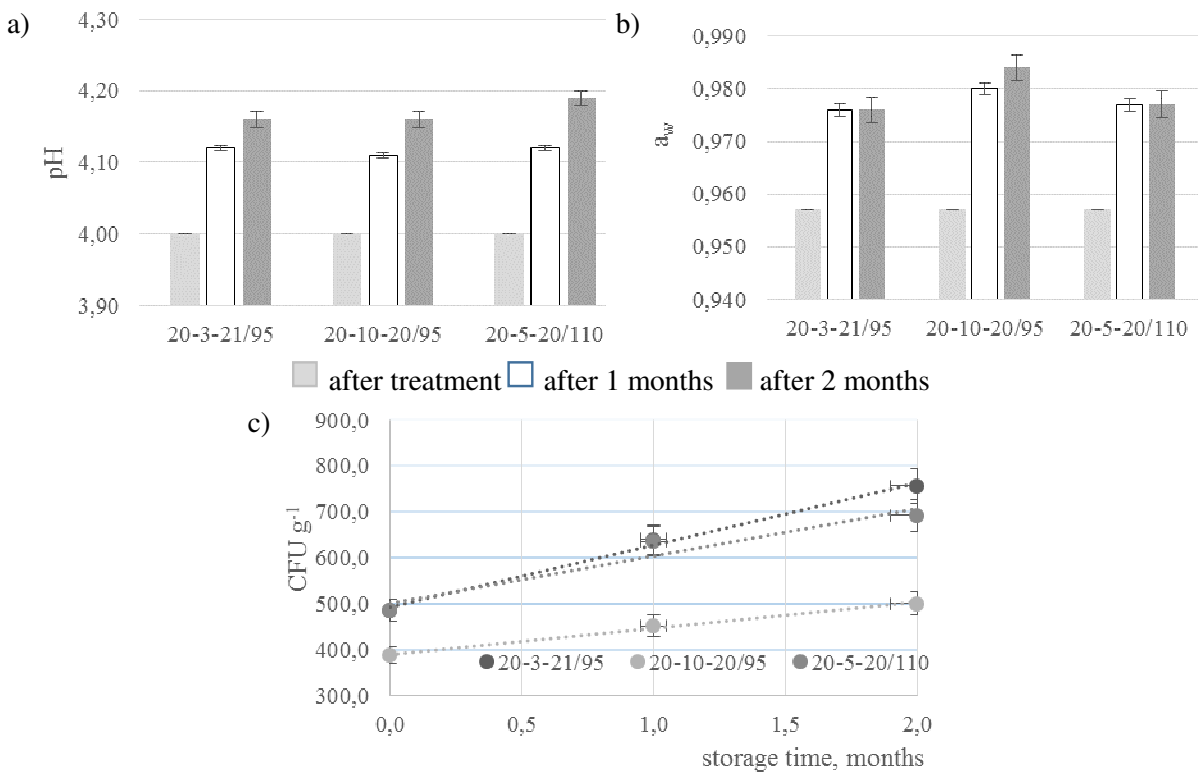 a)
4,30
4,20
4,10
4,00
3,90
pH
20-3-21/95 20-10-20/95 20-5-20/110
b)
0,990
0,980
0,970
0,960
0,950
0,940
aw
20-3-21/95 20-10-20/95 20-5-20/110
after treatment after 1 months after 2 months
c)
900,0
800,0
700,0
600,0
500,0
400,0
300,0
CFU g-1
20-3-21/95 20-10-20/95 20-5-20/110
0,0 0,5 1,0 1,5 2,0
storage time, months